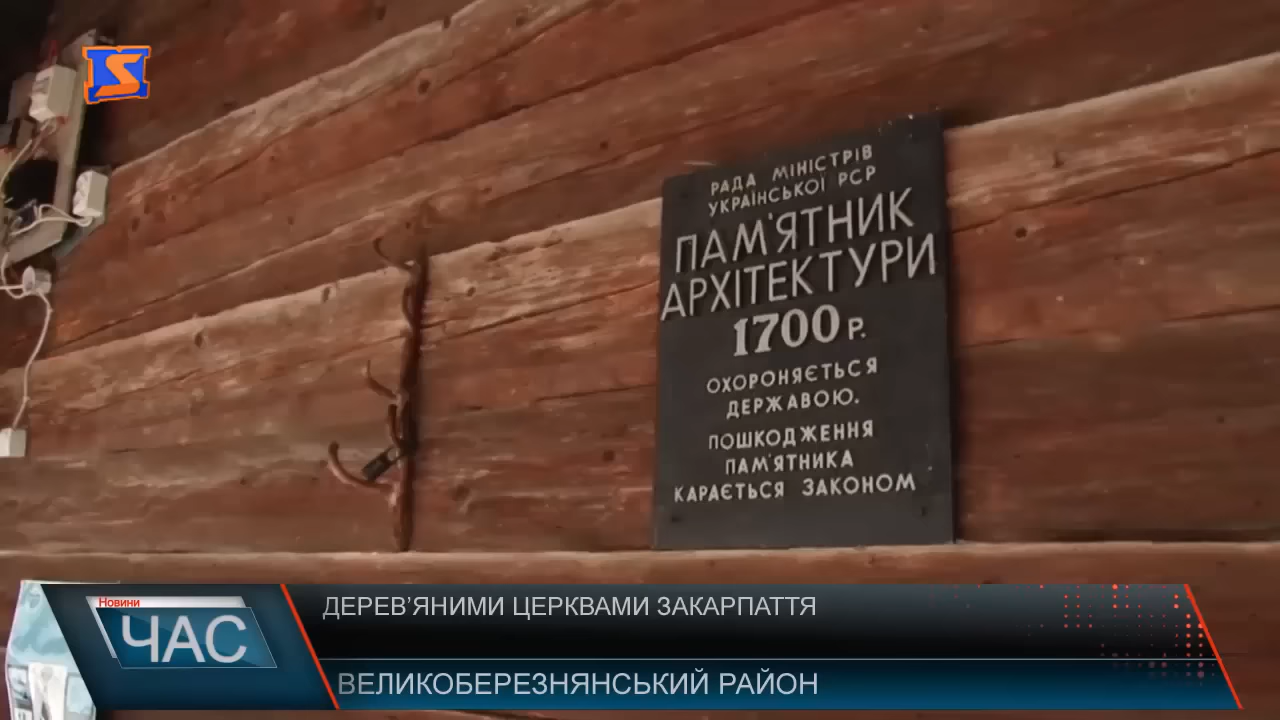 РАДА МІНІСТРІВ
УКРАЇНСЬКОЇ РСР
ПАМ'ЯТНИК
АРХІТЕКТУРИ
1700 Р.
ОХОРОНЯЄТЬСЯ
ДЕРЖАВОЮ.
ПОШКОДЖЕННЯ
ПАМ'ЯТНИКА
КАРАЄТЬСЯ ЗАКОНОМ
Новини
ЧАС
ДЕРЕВ’ЯНИМИ ЦЕРКВАМИ ЗАКАРПАТТЯ
ВЕЛИКОБЕРЕЗНЯНСЬКИЙ РАЙОН